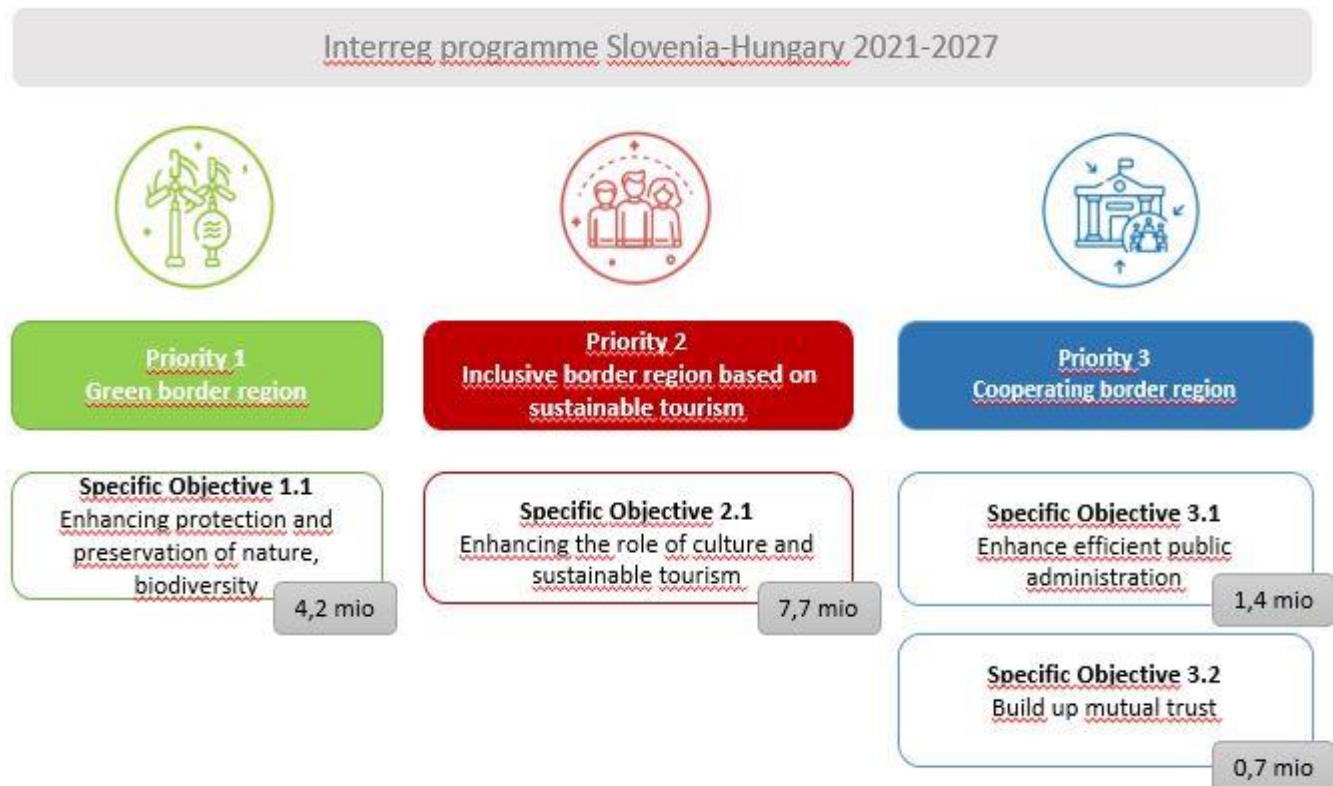 Interreg programme Slovenia-Hungary 2021-2027
Priority 1
Green border region
Priority 2
Inclusive border region based on
sustainable tourism
Priority 3
Cooperating border region
Specific Objective 1.1
Enhancing protection and
preservation of nature,
biodiversity
4,2 mio
Specific Objective 2.1
Enhancing the role of culture and
sustainable tourism
7,7 mio
Specific Objective 3.1
Enhance efficient public
administration
1,4 mio
Specific Objective 3.2
Build up mutual trust
0,7 mio